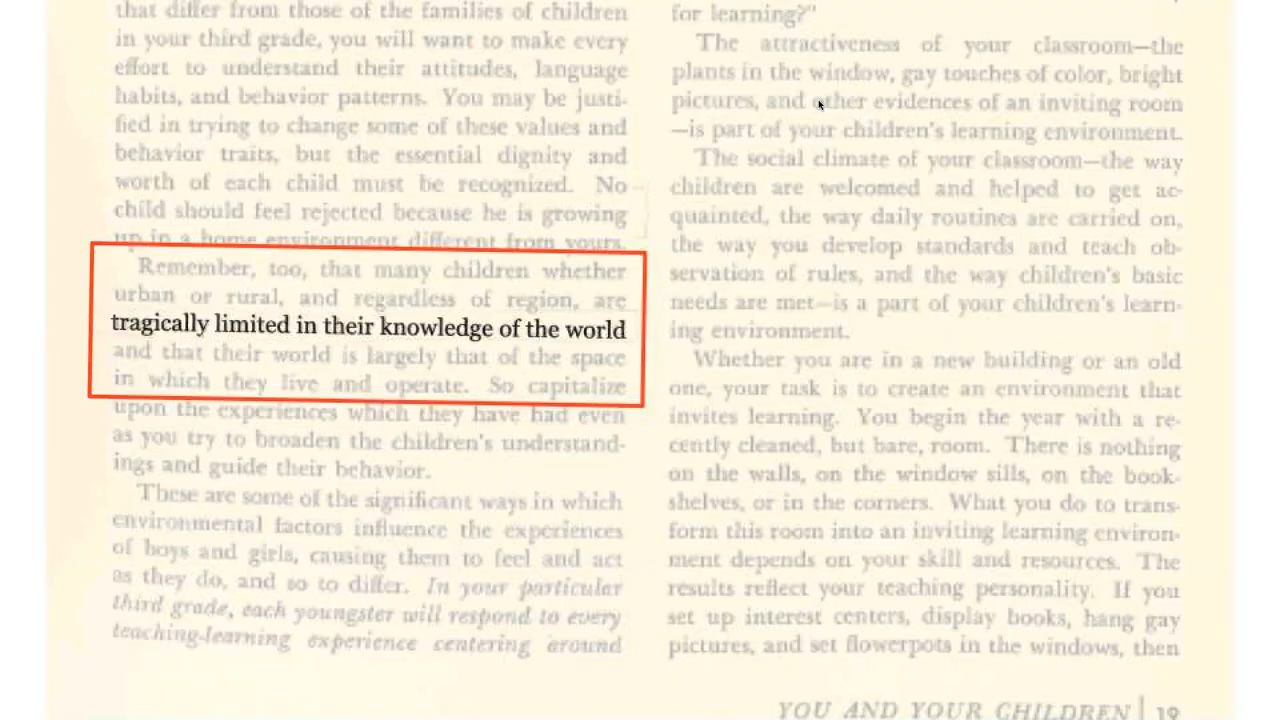 that differ from those of the families of children
in your third grade, you will want to make every
effort to understand their attitudes, language
habits, and behavior patterns. You may be justi-
fied in trying to change some of these values and
behavior traits, but the essential dignity and
worth of each child must be recognized. No
child should feel rejected because he is growing
up in a home environment different from yours.
Remember, too, that many children whether
urban or rural, and regardless of region, are
tragically limited in their knowledge of the world
and that their world is largely that of the space
in which they live and operate. So capitalize
upon the experiences which they have had even
as you try to broaden the children's understand-
ings and guide their behavior.
These are some of the significant ways in which
environmental factors influence the experiences
of boys and girls, causing them to feel and act
as they do, and so to differ. In your particular
third grade, each youngster will respond to every
teaching-learning experience centering around
for learning?"
The attractiveness of your classroom—the
plants in the window, gay touches of color, bright
pictures, and other evidences of an inviting room
—is part of your children's learning environment.
The social climate of your classroom—the way
children are welcomed and helped to get ac-
quainted, the way daily routines are carried on,
the way you develop standards and teach ob-
servation of rules, and the way children's basic
needs are met—is a part of your children's learn-
ing environment.
Whether you are in a new building or an old
one, your task is to create an environment that
invites learning. You begin the year with a re-
cently cleaned, but bare, room. There is nothing
on the walls, on the window sills, on the book-
shelves, or in the corners. What you do to trans-
form this room into an inviting learning environ-
ment depends on your skill and resources. The
results reflect your teaching personality. If you
set up interest centers, display books, hang gay
pictures, and set flowerpots in the windows, then
YOU AND YOUR CHILDREN | 19